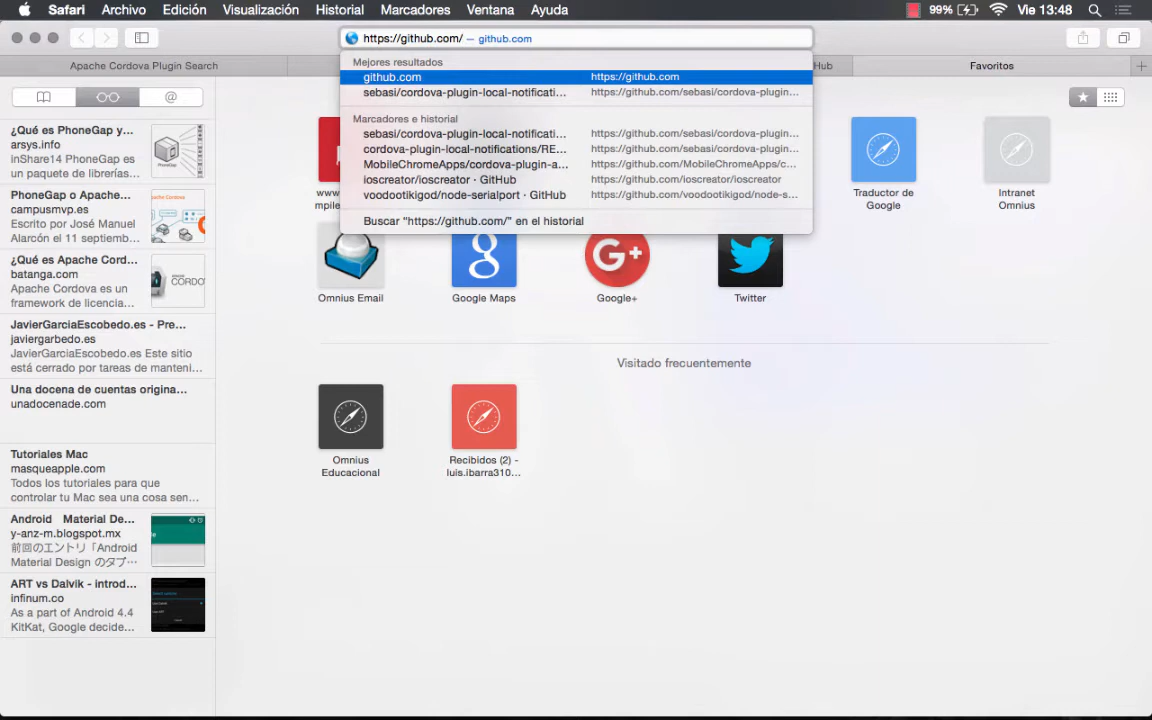 Safari Archivo Edición Visualización Historial Marcadores Ventana Ayuda 99% Vie 13:48
https://github.com/ — github.com
Apache Cordova Plugin Search
Hub
Favoritos
Mejores resultados
github.com https://github.com
sebasi/cordova-plugin-local-notificati... https://github.com/sebasi/cordova-plugin...
Marcadores e historial
sebasi/cordova-plugin-local-notificati... https://github.com/sebasi/cordova-plugin...
cordova-plugin-local-notifications/RE... https://github.com/sebasi/cordova-plugin...
MobileChromeApps/cordova-plugin-a... https://github.com/MobileChromeApps/c...
ioscreator/ioscreator · GitHub https://github.com/ioscreator/ioscreator
voodootikigod/node-serialport · GitHub https://github.com/voodootikigod/node-s...
Buscar "https://github.com/" en el historial
¿Qué es PhoneGap y...
arsys.info
inShare14 PhoneGap es
un paquete de librerías...
PhoneGap o Apache...
campusmvp.es
Escrito por José Manuel
Alarcón el 11 septiemb...
¿Qué es Apache Cord...
batanga.com
Apache Cordova es un
framework de licencia...
CORDO
JavierGarciaEscobedo.es - Pre...
javiergarbedo.es
JavierGarciaEscobedo.es Este sitio
está cerrado por tareas de manteni...
Una docena de cuentas origina...
unadocenade.com
Tutoriales Mac
masqueapple.com
Todos los tutoriales para que
controlar tu Mac sea una cosa sen...
Android Material De...
y-anz-m.blogspot.mx
前回のエントリ「Android
Material Design のタブ…
ART vs Dalvik - introd...
infinum.co
As a part of Android 4.4
KitKat, Google decide...
www
mpile
Traductor de
Google
Intranet
Omnius
Omnius Email
Google Maps
Google+
Twitter
Visitado frecuentemente
Omnius
Educacional
Recibidos (2) -
luis.ibarra310...